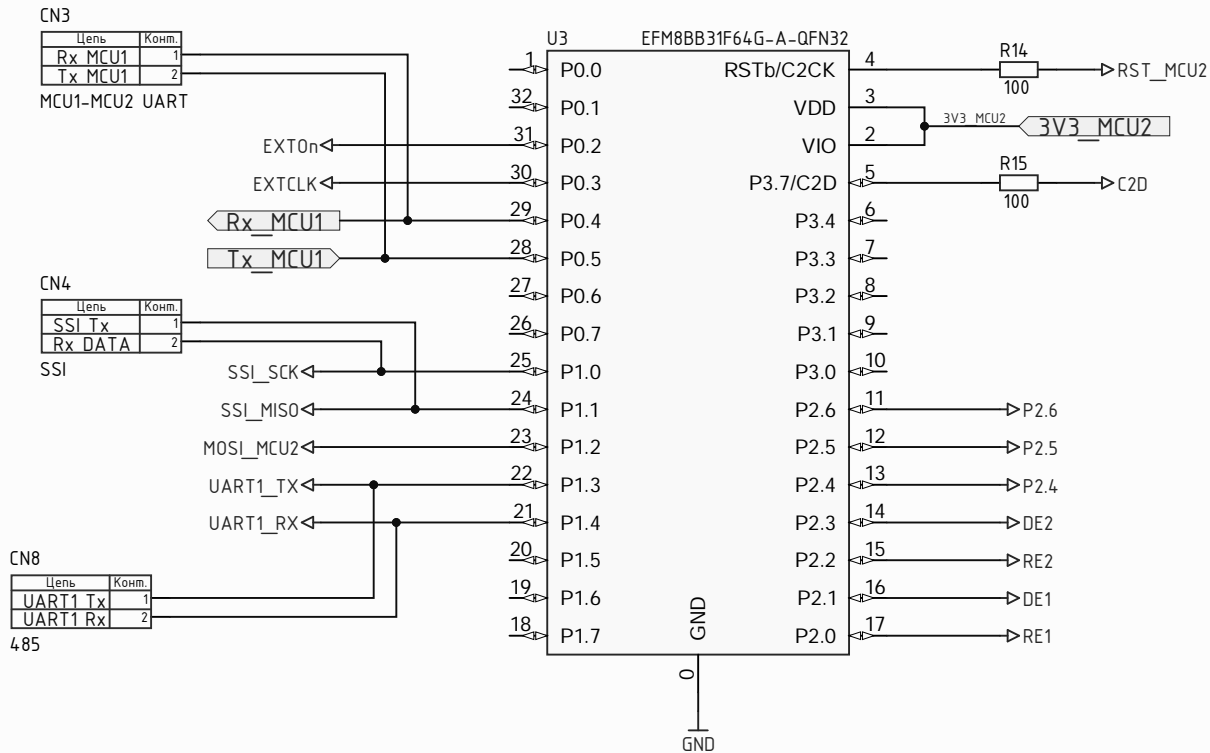 CN3
Цепь Конт.
Rx MCU1 1
Tx MCU1 2
MCU1-MCU2 UART
U3 EFM8BB31F64G-A-QFN32
1 P0.0 RSTb/C2CK 4 R14 100 RST_MCU2
32 P0.1 VDD 3 3V3_MCU2 3V3_MCU2
EXT0n 31 P0.2 VIO 2
EXTCLK 30 P0.3 P3.7/C2D 5 R15 100 C2D
Rx_MCU1 29 P0.4 P3.4 6
Tx_MCU1 28 P0.5 P3.3 7
27 P0.6 P3.2 8
26 P0.7 P3.1 9
CN4
Цепь Конт.
SSI Tx 1
Rx DATA 2
SSI
SSI_SCK 25 P1.0 P3.0 10
SSI_MISO 24 P1.1 P2.6 11 P2.6
MOSI_MCU2 23 P1.2 P2.5 12 P2.5
UART1_TX 22 P1.3 P2.4 13 P2.4
UART1_RX 21 P1.4 P2.3 14 DE2
20 P1.5 P2.2 15 RE2
19 P1.6 P2.1 16 DE1
18 P1.7 P2.0 17 RE1
CN8
Цепь Конт.
UART1 Tx 1
UART1 Rx 2
485
GND
0
GND